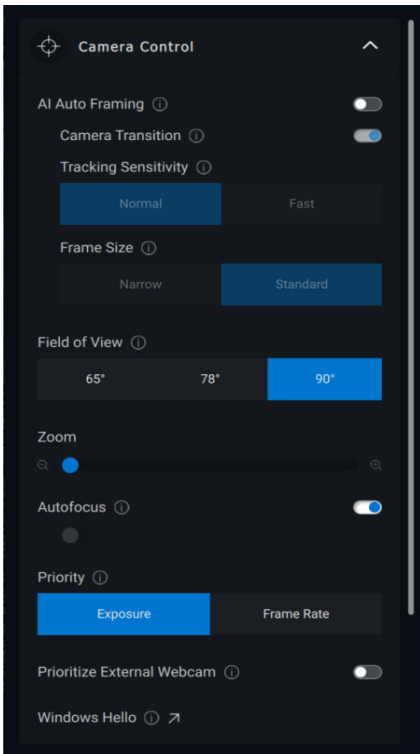 Camera Control
AI Auto Framing
Camera Transition
Tracking Sensitivity
Normal Fast
Frame Size
Narrow Standard
Field of View
65° 78° 90°
Zoom
Autofocus
Priority
Exposure Frame Rate
Prioritize External Webcam
Windows Hello